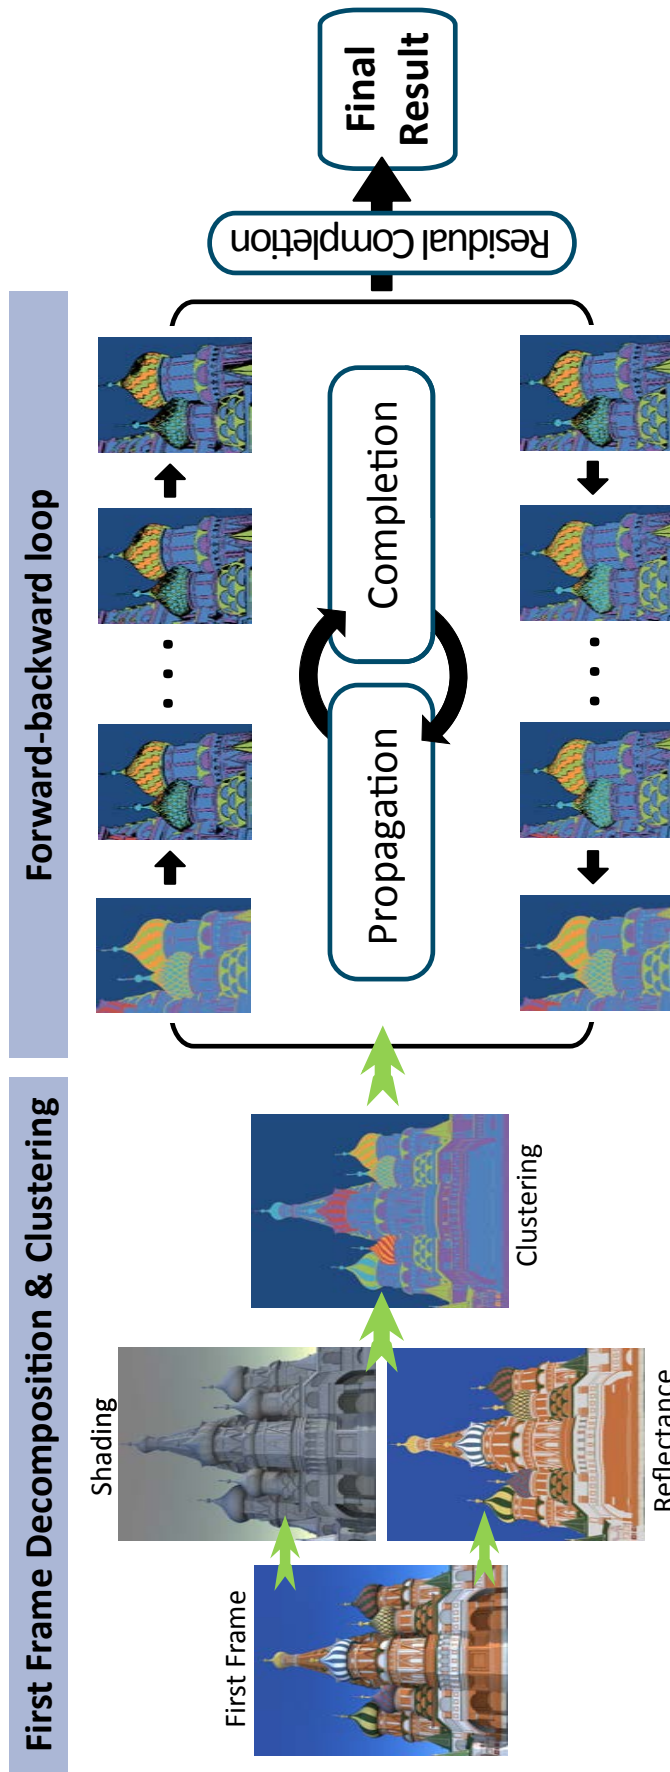 First Frame Decomposition & Clustering
Forward-backward loop
First Frame
Shading
Reflectance
Clustering
Propagation
Completion
Residual Completion
Final
Result